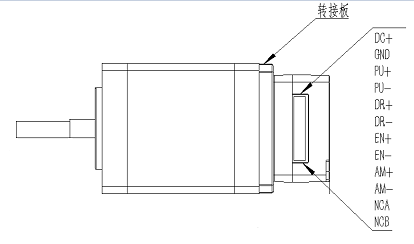 转接板
DC+
GND
PU+
PU-
DR+
DR-
EN+
EN-
AM+
AM-
NCA
NCB